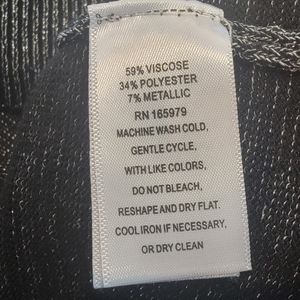 59% VISCOSE
34% POLYESTER
7% METALLIC
RN 165979
MACHINE WASH COLD,
GENTLE CYCLE,
WITH LIKE COLORS,
DO NOT BLEACH,
RESHAPE AND DRY FLAT.
COOL IRON IF NECESSARY,
OR DRY CLEAN